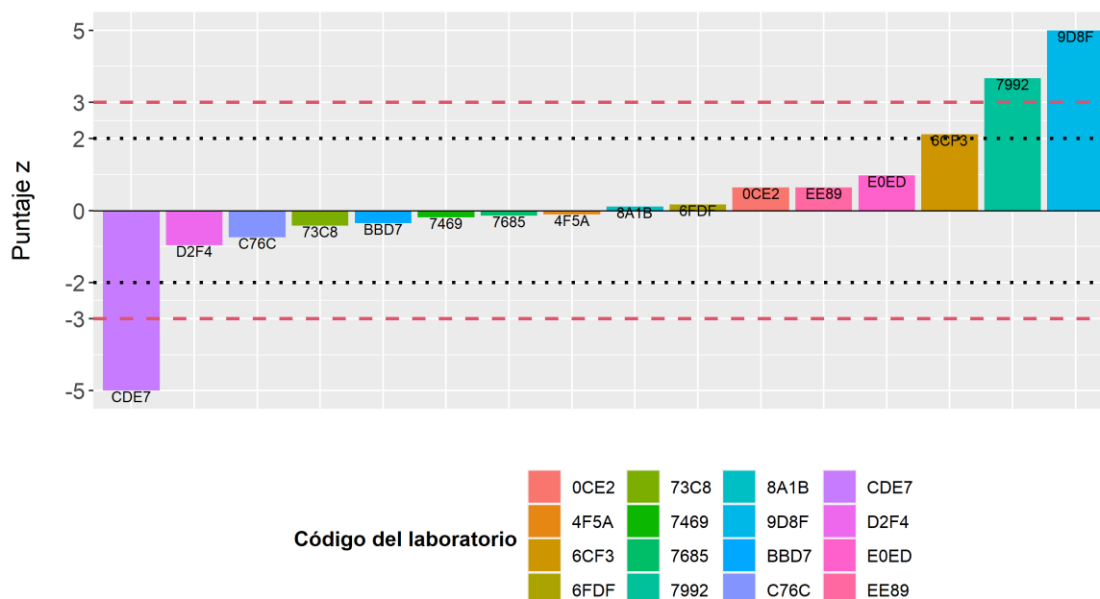 Puntaje z
5
3
2
0
-2
-3
-5
CDE7
D2F4
C76C
73C8
BBD7
7469
7685
4F5A
8A1B
6FDF
0CE2
EE89
E0ED
6CF3
7992
9D8F
Código del laboratorio
0CE2 73C8 8A1B CDE7
4F5A 7469 9D8F D2F4
6CF3 7685 BBD7 E0ED
6FDF 7992 C76C EE89